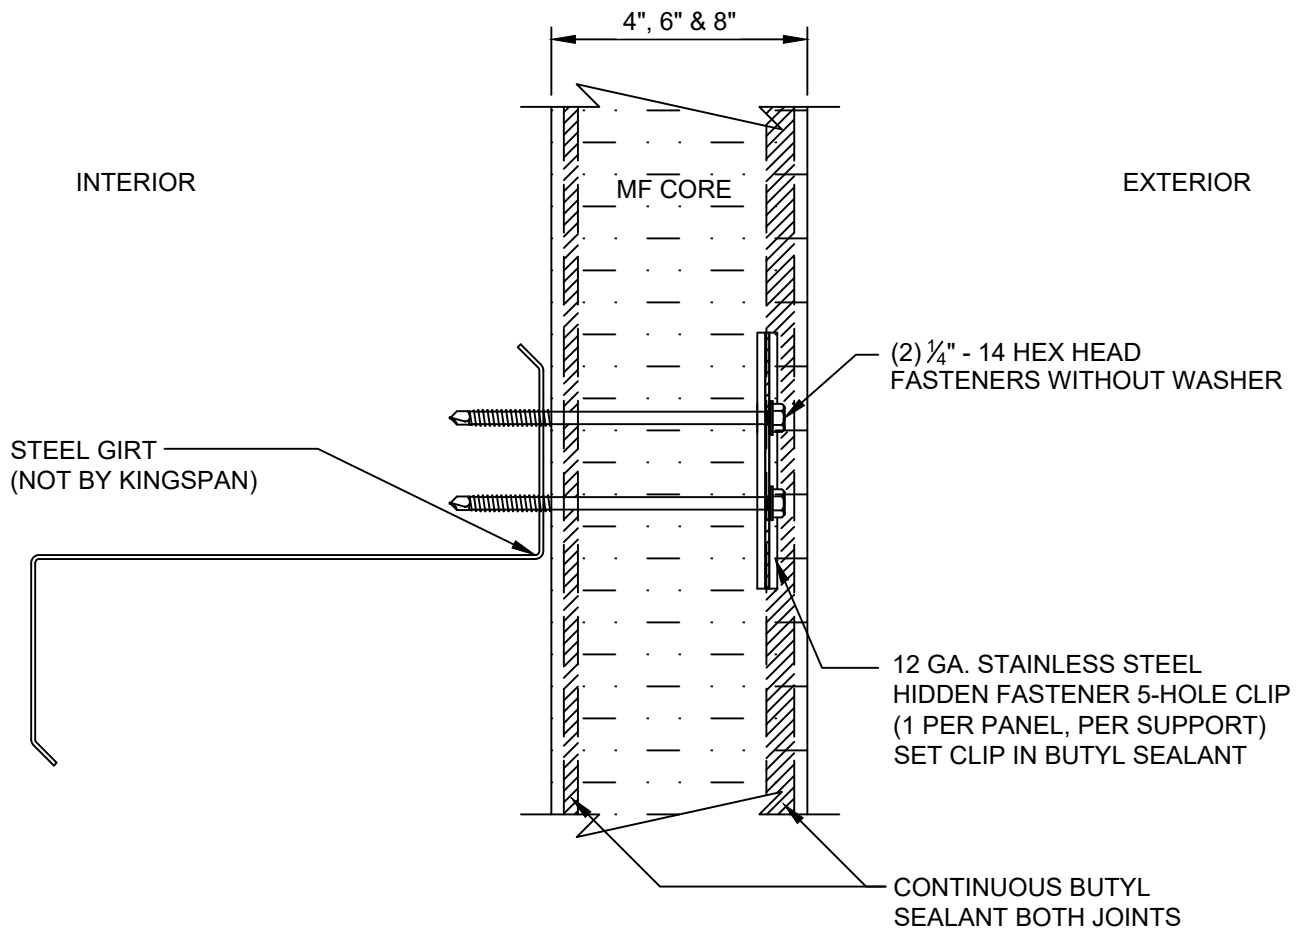 4", 6" & 8"
INTERIOR
MF CORE
EXTERIOR
(2) ¼" - 14 HEX HEAD
FASTENERS WITHOUT WASHER
STEEL GIRT
(NOT BY KINGSPAN)
12 GA. STAINLESS STEEL
HIDDEN FASTENER 5-HOLE CLIP
(1 PER PANEL, PER SUPPORT)
SET CLIP IN BUTYL SEALANT
CONTINUOUS BUTYL
SEALANT BOTH JOINTS